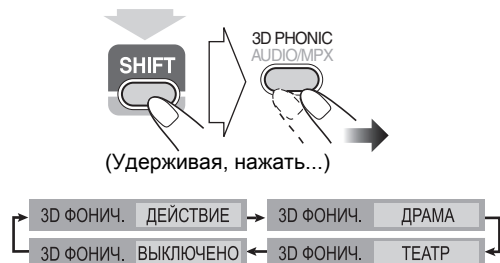 3D PHONIC
AUDIO/MPX
SHIFT
(Удерживая, нажать...)
3D ФОНИЧ. ДЕЙСТВИЕ 3D ФОНИЧ. ДРАМА
3D ФОНИЧ. ВЫКЛЮЧЕНО 3D ФОНИЧ. ТЕАТР